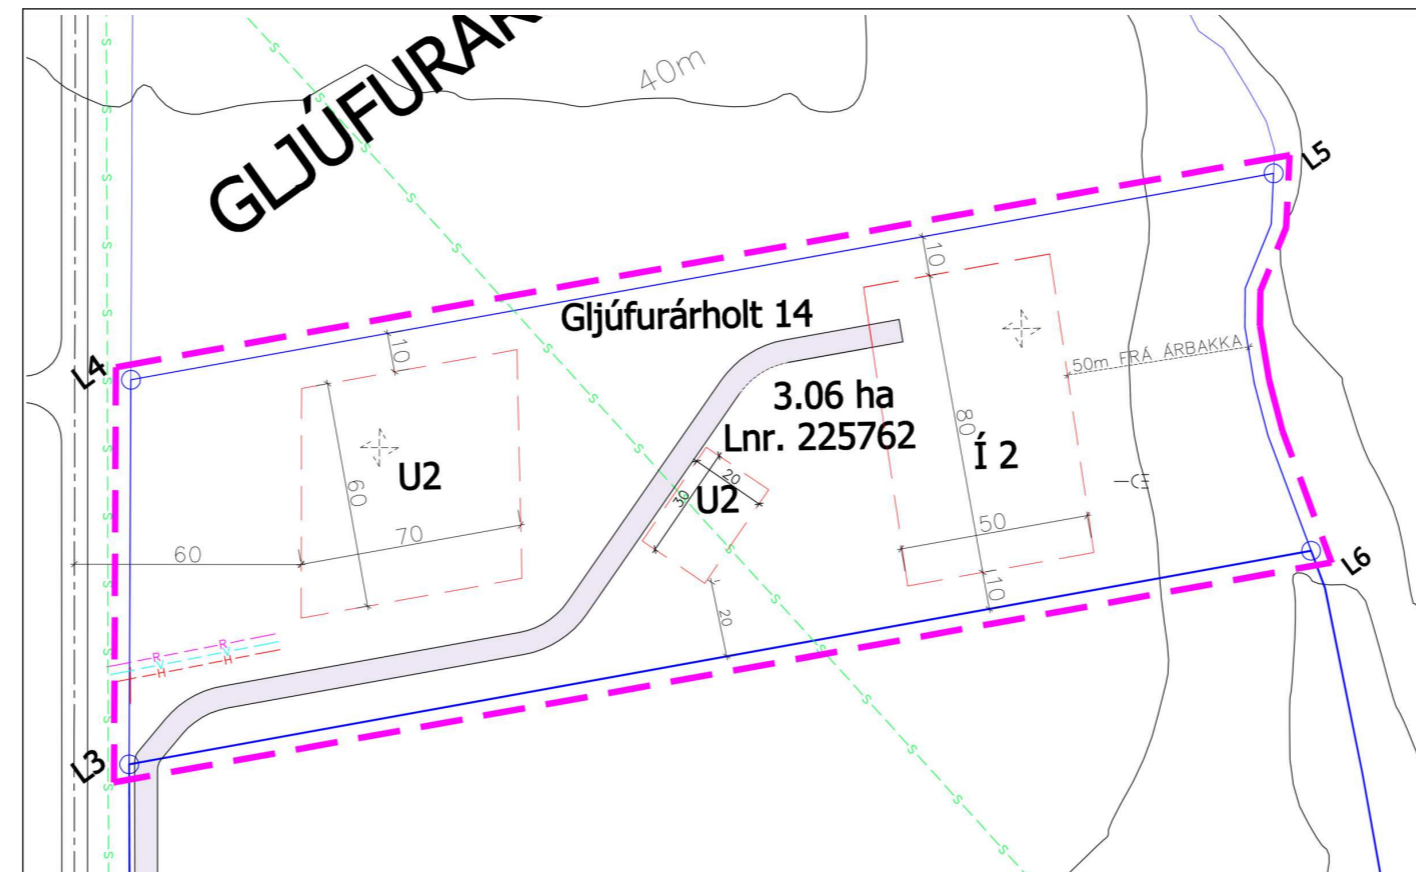 GLJÚFURÁR
40m
L5
L4
10
10
Gljúfurárholt 14
50m FRÁ ÁRBAKKA
3.06 ha
Lnr. 225762
80
Í 2
U2
60
20
30
U2
70
50
60
10
L6
20
R R
V V
H H
L3
S S S S S S S S S S S